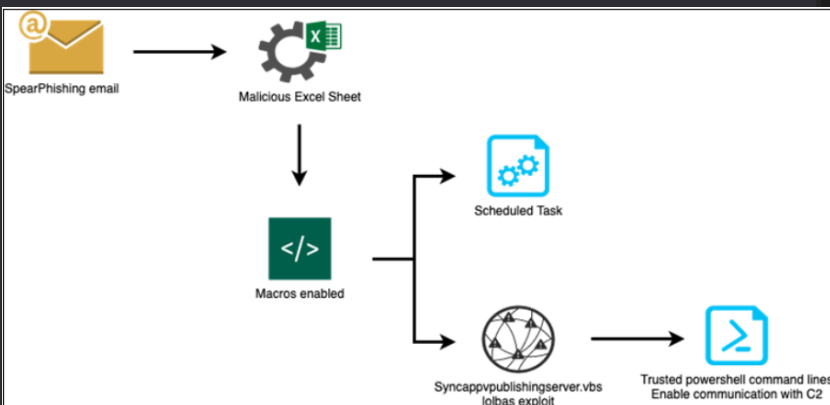 @
SpearPhishing email
X
Malicious Excel Sheet
</>
Macros enabled
Scheduled Task
Syncappvpublishingserver.vbs
lolbas exploit
Trusted powershell command lines
Enable communication with C2